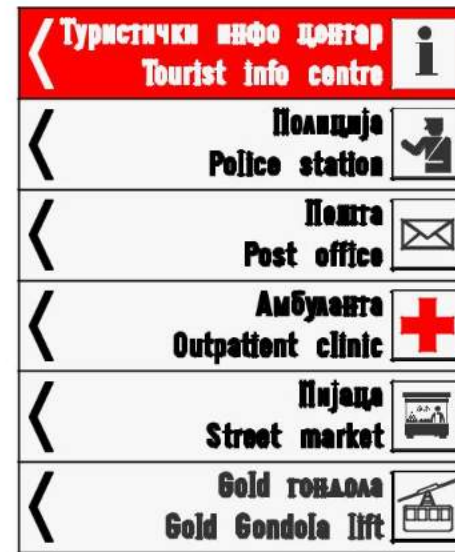 Туристички инфо центар
Tourist info centre
Полиција
Police station
Пошта
Post office
Амбуланта
Outpatient clinic
Пијаца
Street market
Gold гондола
Gold Gondola lift